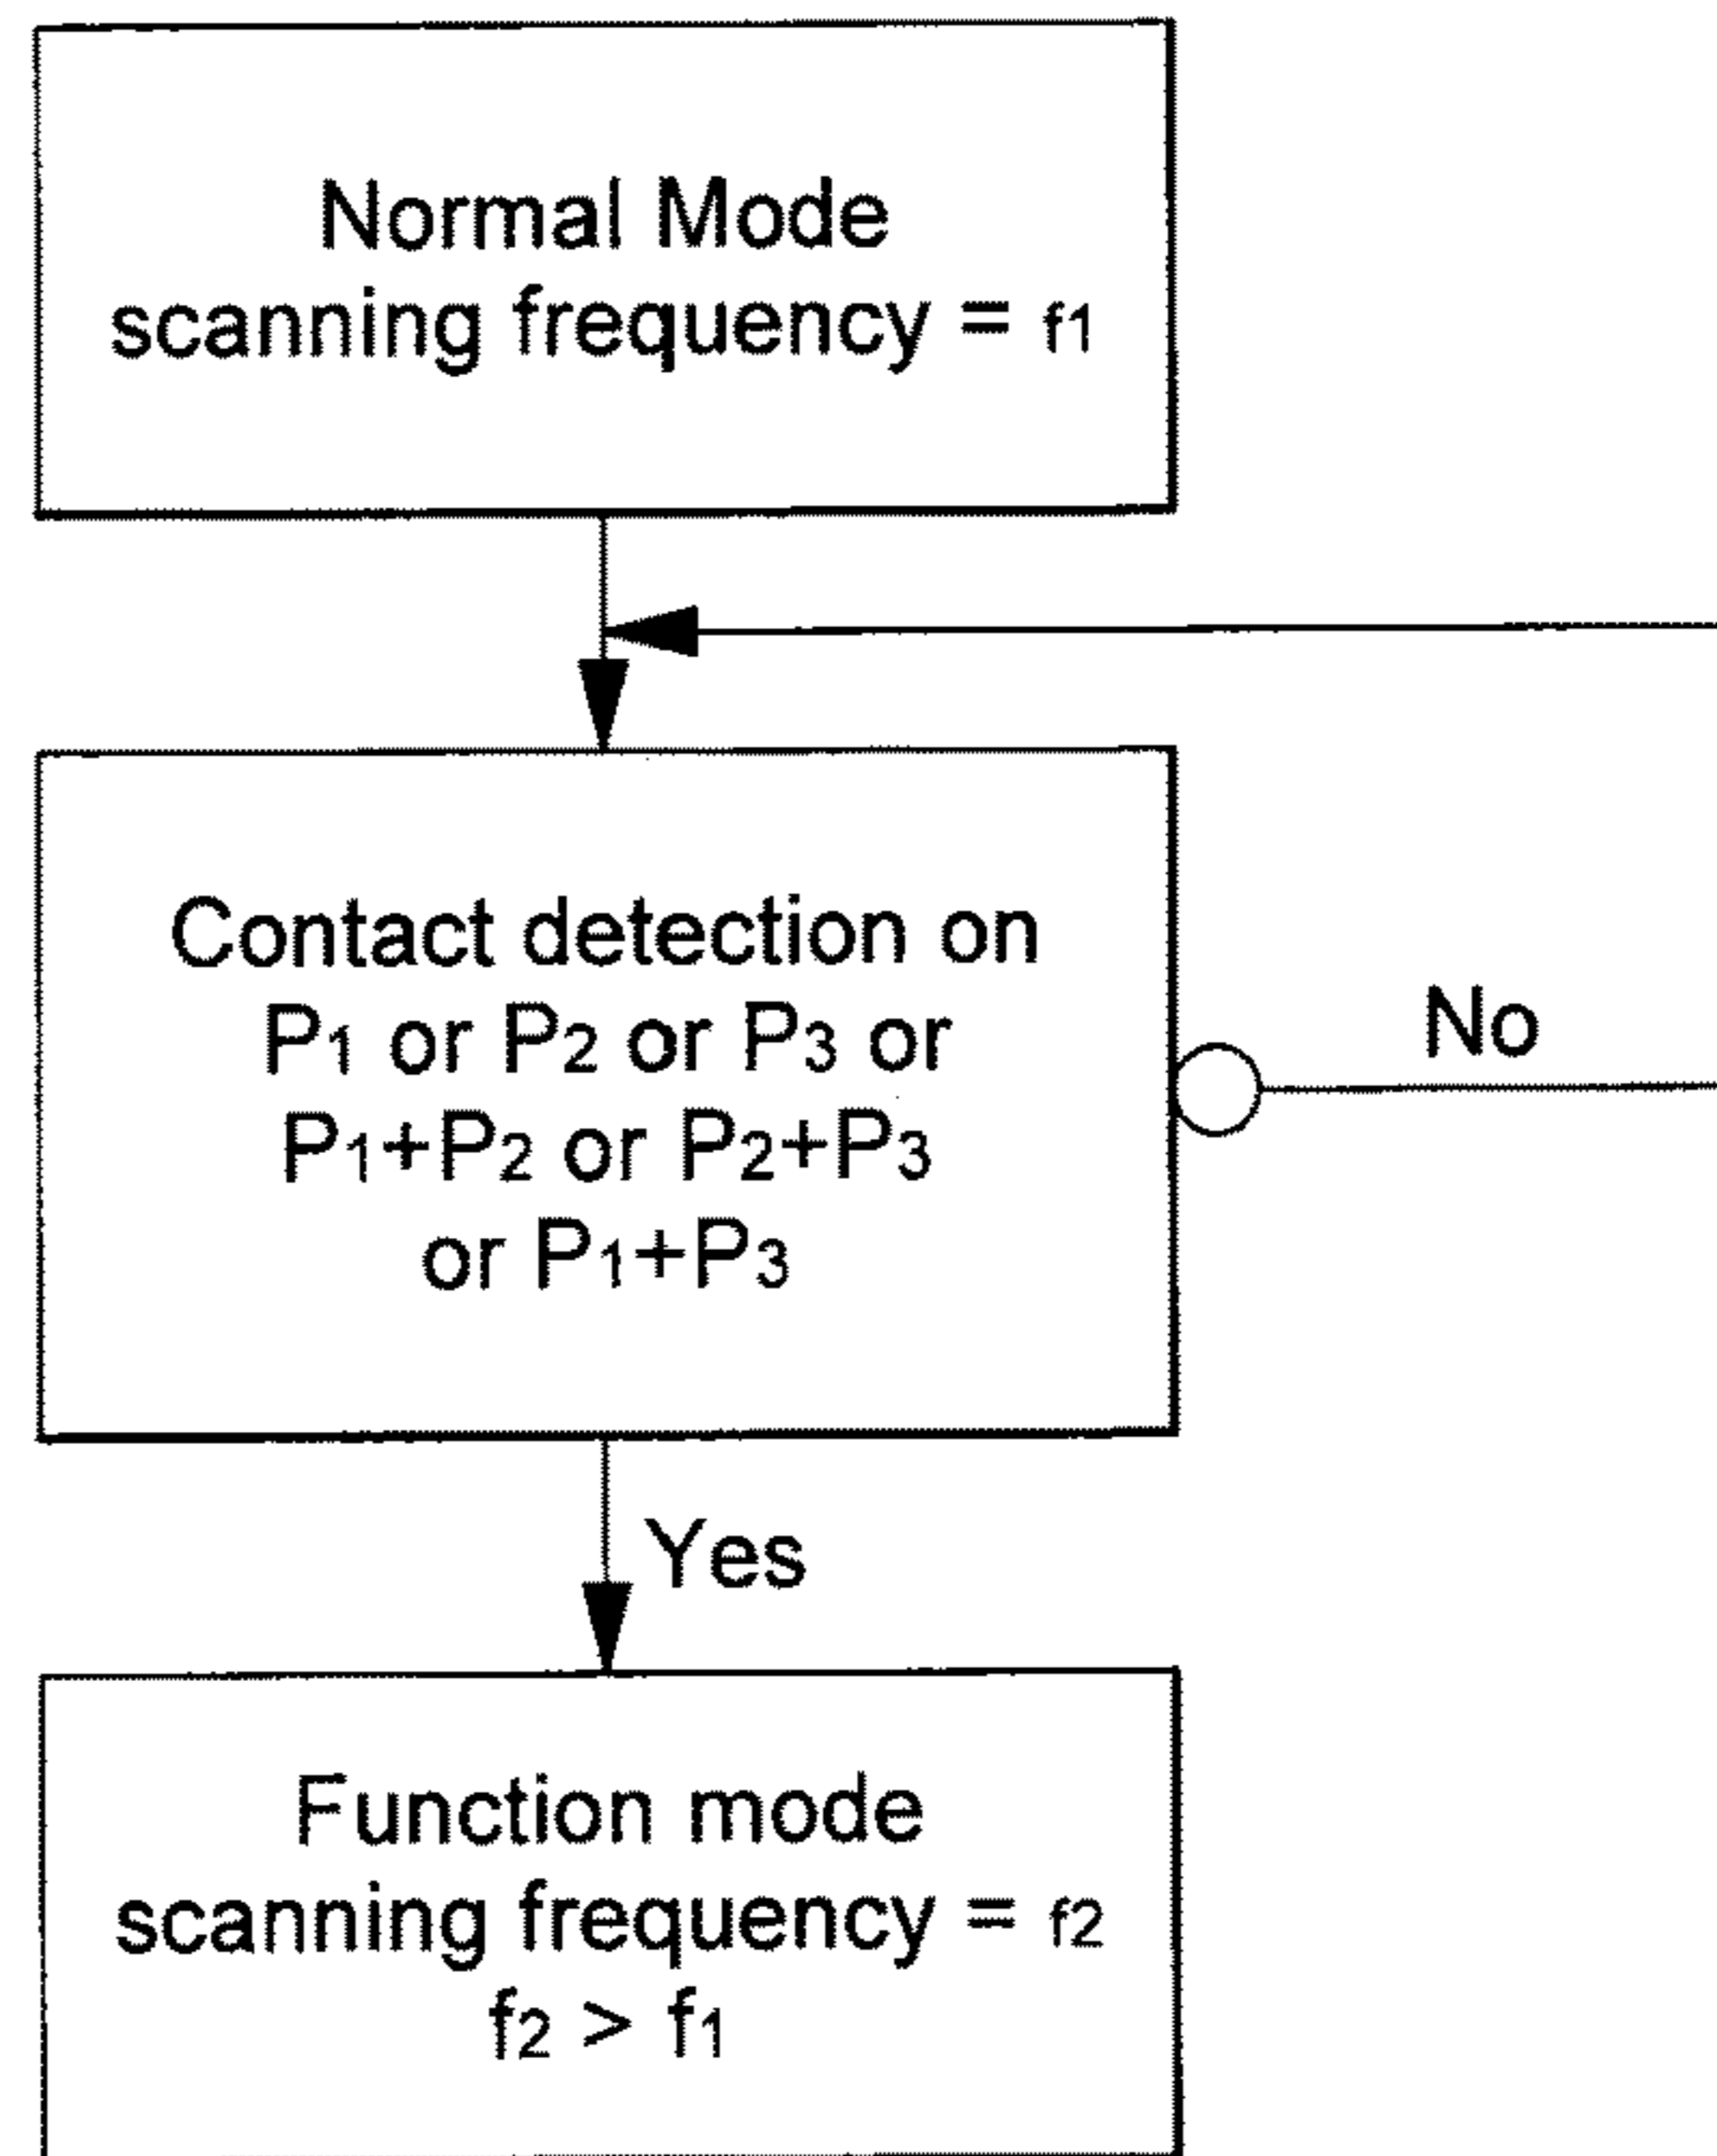 Normal Mode
scanning frequency = f1
Contact detection on
P1 or P2 or P3 or
P1+P2 or P2+P3
or P1+P3
No
Yes
Function mode
scanning frequency = f2
f2 > f1